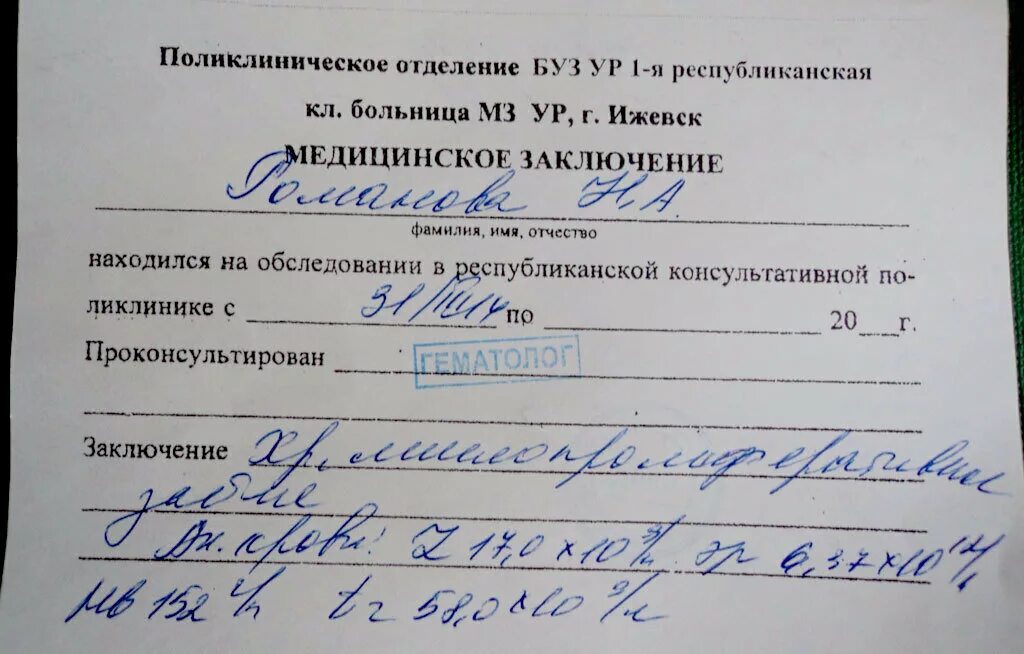 Поликлиническое отделение БУЗ УР 1-я республиканская
кл. больница МЗ УР, г. Ижевск
МЕДИЦИНСКОЕ ЗАКЛЮЧЕНИЕ
Романова Н.А.
фамилия, имя, отчество
находился на обследовании в республиканской консультативной по-
ликлинике с 31/III/14 по 20 г.
Проконсультирован ГЕМАТОЛОГ
Заключение Хр. миелопролиферативное
заб-ие
Ан. крови: L 17,0×10⁹/л эр 6,37×10¹²/л
Hb 152 г/л tr 58,0×10⁹/л